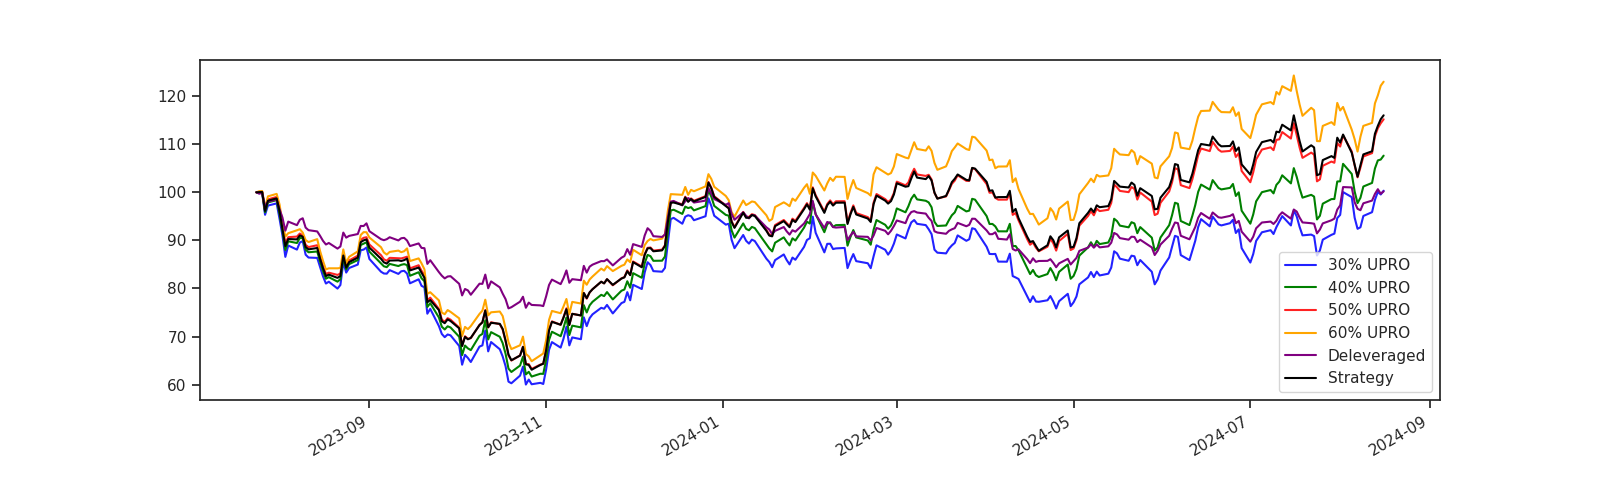 120
110
100
90
80
70
60
2023-09
2023-11
2024-01
2024-03
2024-05
2024-07
2024-09
30% UPRO
40% UPRO
50% UPRO
60% UPRO
Deleveraged
Strategy